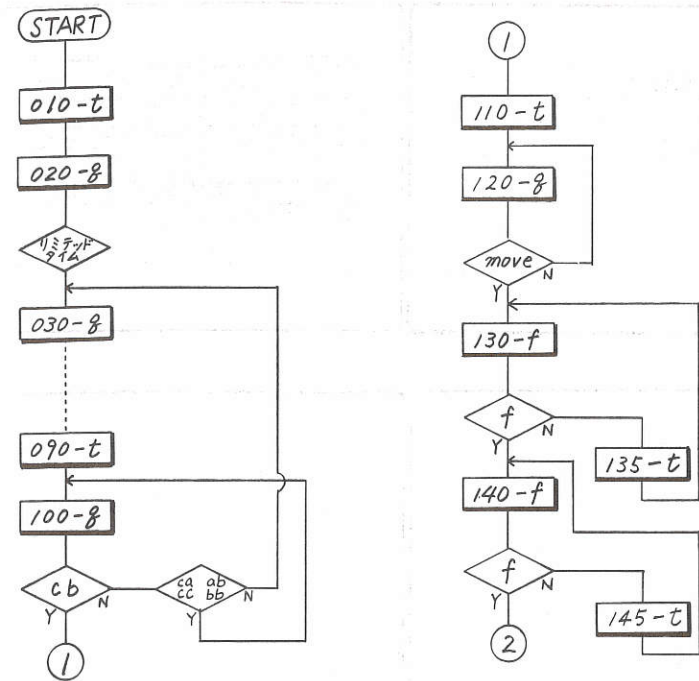 START
010-t
020-q
リミテッド
タイム
030-q
090-t
100-q
cb
N
Y
ca ab
cc bb
N
Y
1
1
110-t
120-q
move
N
Y
130-f
f
N
Y
135-t
140-f
f
N
Y
145-t
2